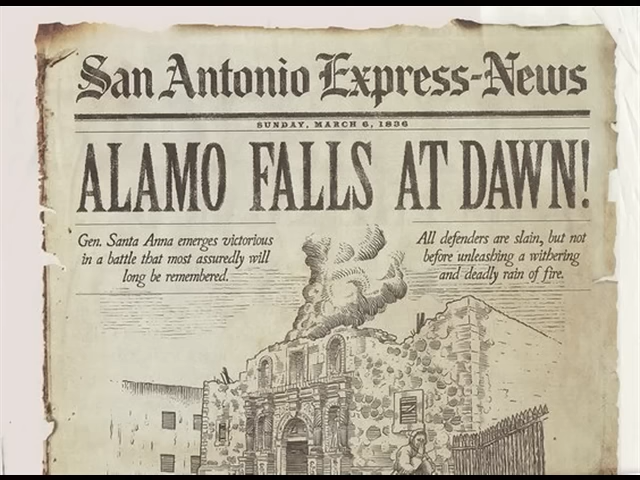 San Antonio Express-News
SUNDAY, MARCH 6, 1836
ALAMO FALLS AT DAWN!
Gen. Santa Anna emerges victorious
in a battle that most assuredly will
long be remembered.
All defenders are slain, but not
before unleashing a withering
and deadly rain of fire.